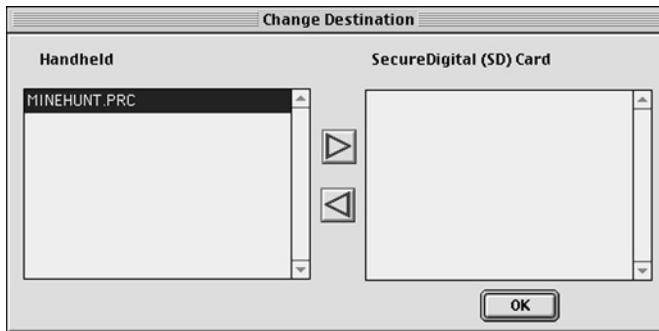 Change Destination
Handheld
SecureDigital (SD) Card
MINEHUNT.PRC
OK